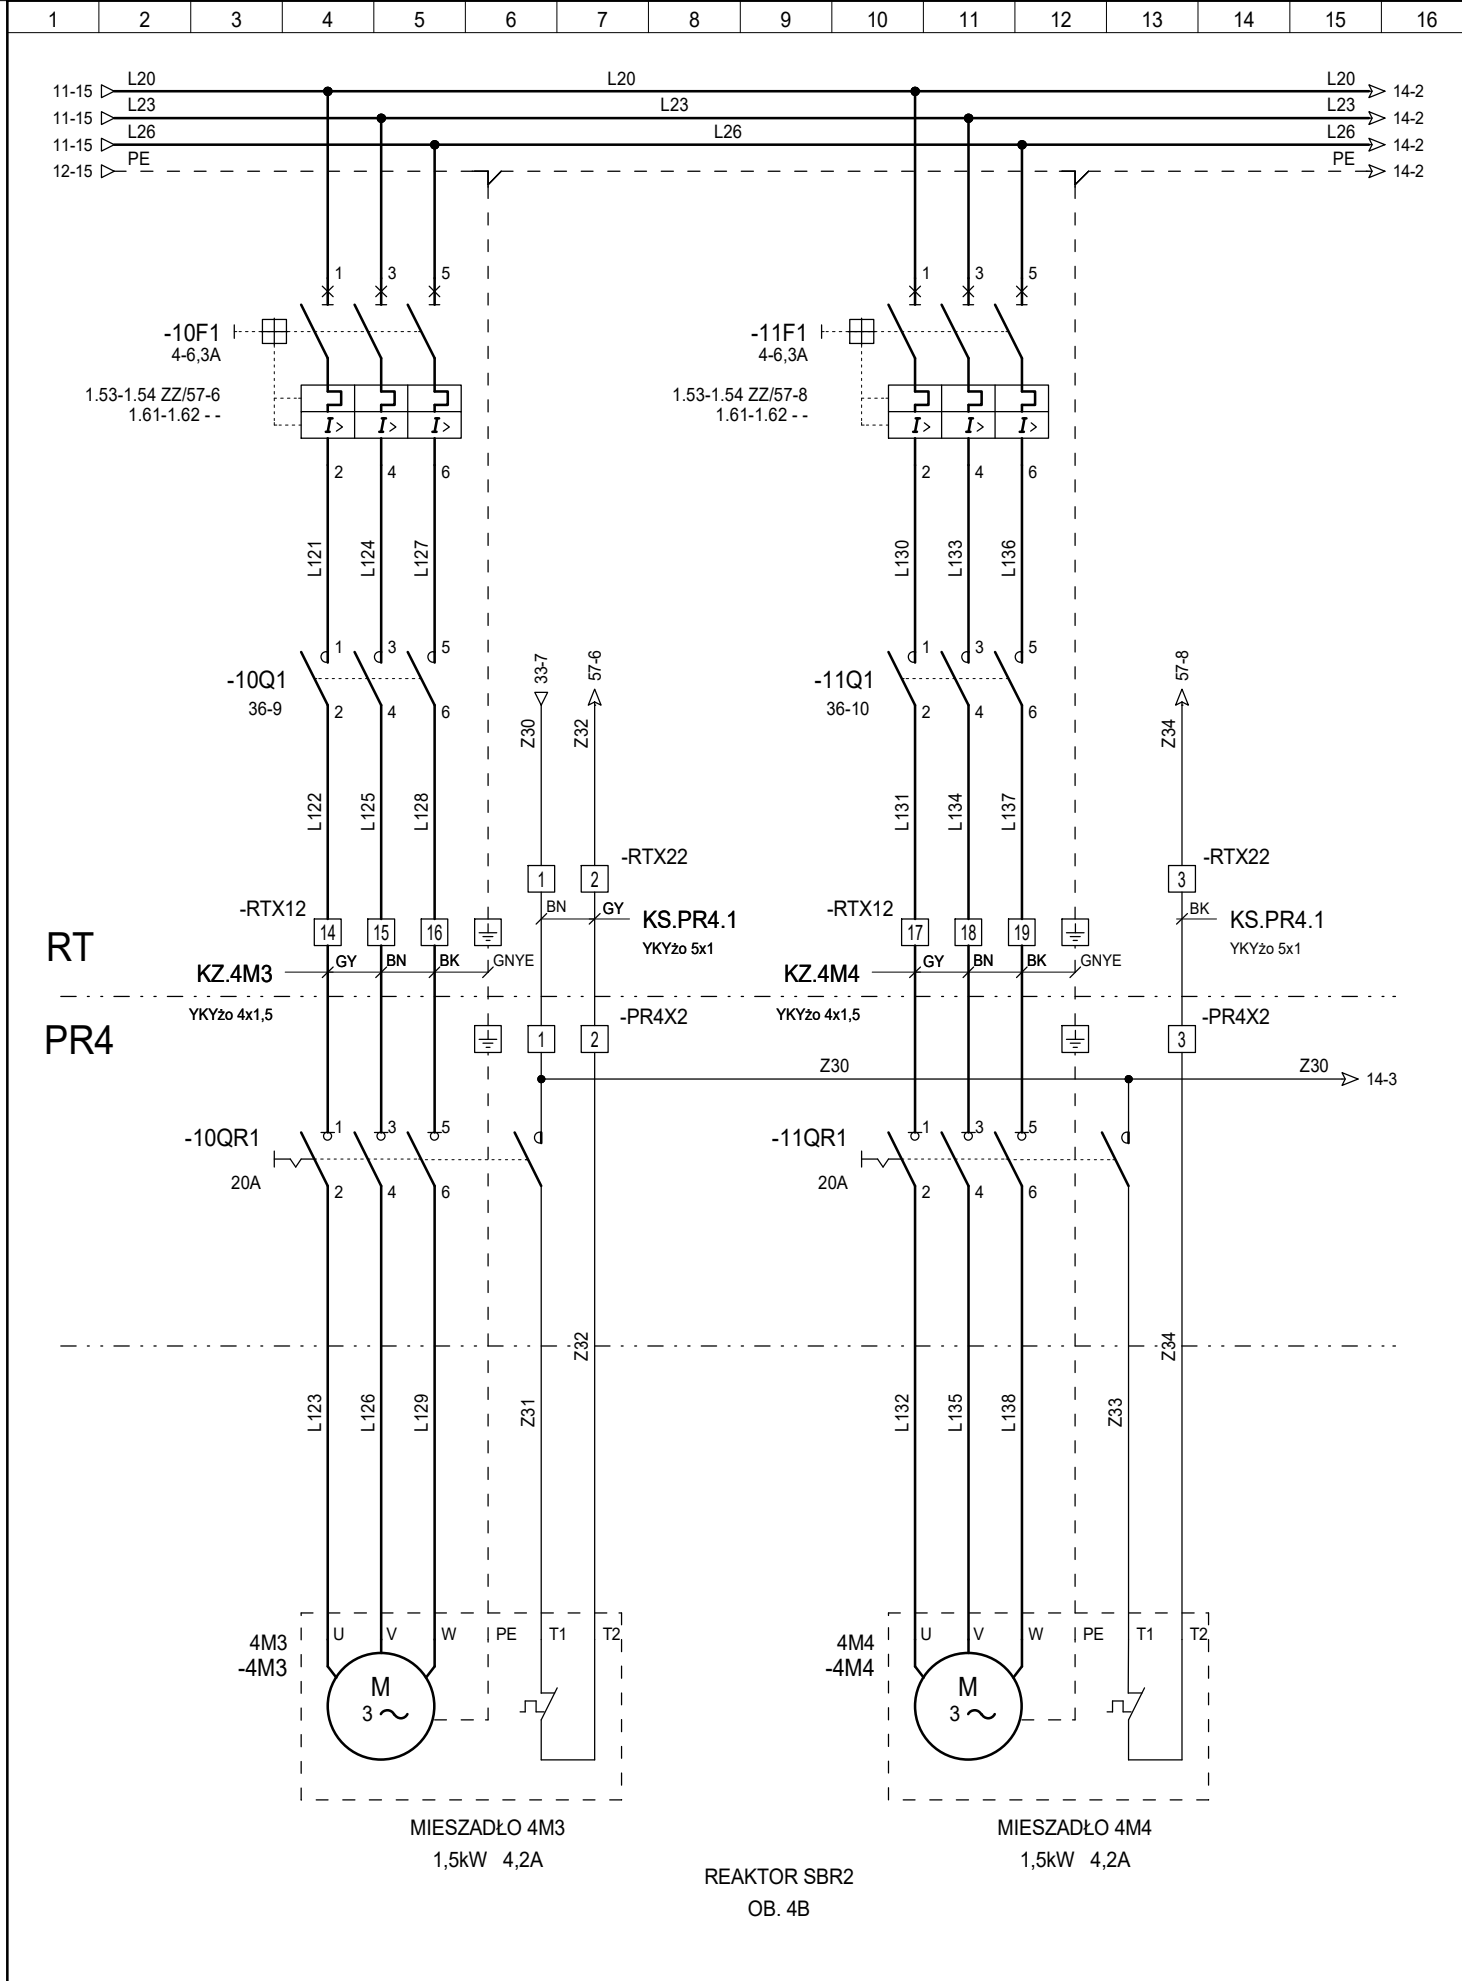 1 2 3 4 5 6 7 8 9 10 11 12 13 14 15 16
L20 L20 L20
11-15 14-2
L23 L23 L23
11-15 14-2
L26 L26 L26
11-15 14-2
PE PE
12-15 14-2
1 3 5 1 3 5
-10F1 -11F1
4-6,3A 4-6,3A
1.53-1.54 ZZ/57-6 1.53-1.54 ZZ/57-8
1.61-1.62 - - 1.61-1.62 - -
I> I> I> I> I> I>
2 4 6 2 4 6
L121 L124 L127 L130 L133 L136
1 3 5 1 3 5
33-7 57-6 57-8
-10Q1 -11Q1
36-9 36-10
2 4 6 2 4 6
Z30 Z32 Z34
L122 L125 L128 L131 L134 L137
-RTX22 -RTX22
1 2 3
-RTX12 BN GY -RTX12 BK
KS.PR4.1 KS.PR4.1
14 15 16 17 18 19
RT
YKYżo 5x1 YKYżo 5x1
GY BN BK GNYE GY BN BK GNYE
KZ.4M3 KZ.4M4
YKYżo 4x1,5 YKYżo 4x1,5
-PR4X2 -PR4X2
PR4
1 2 3
Z30 Z30
14-3
1 3 5 1 3 5
-10QR1 -11QR1
20A 20A
2 4 6 2 4 6
Z32 Z34
L123 L126 L129 Z31 L132 L135 L138 Z33
4M3 U V W PE T1 T2 4M4 U V W PE T1 T2
-4M3 -4M4
M M
3 3
MIESZADŁO 4M3 MIESZADŁO 4M4
1,5kW 4,2A 1,5kW 4,2A
REAKTOR SBR2
OB. 4B